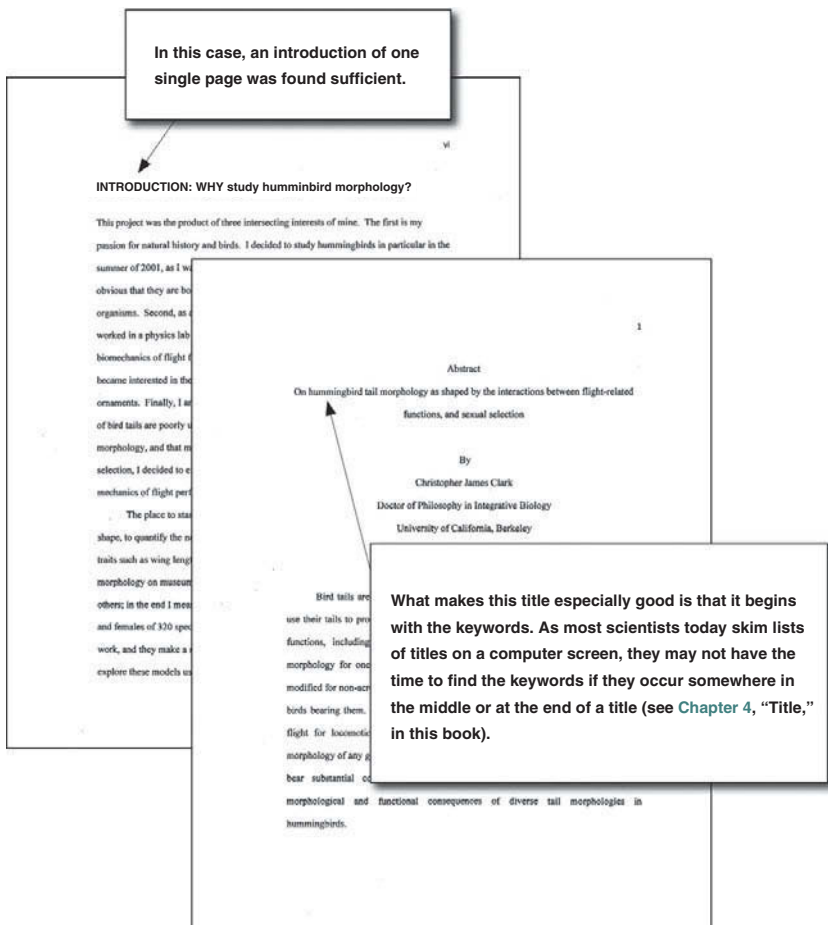 In this case, an introduction of one
single page was found sufficient.
vi
INTRODUCTION: WHY study humminbird morphology?
This project was the product of three intersecting interests of mine. The first is my
passion for natural history and birds. I decided to study hummingbirds in particular in the
summer of 2001, as I
obvious that they are
organisms. Second, as
worked in a physics lab
biomechanics of flight
became interested in the
ornaments. Finally, I
of bird tails are poorly
morphology, and that
selection, I decided to
mechanics of flight
The place to
shape, to quantify the
traits such as wing
morphology on museum
others; in the end I
and females of 320
work, and they make a
explore these models
1
Abstract
On hummingbird tail morphology as shaped by the interactions between flight-related
functions, and sexual selection
By
Christopher James Clark
Doctor of Philosophy in Integrative Biology
University of California, Berkeley
Bird tails are
use their tails to
functions, including
morphology for
modified for
birds bearing them.
flight for
morphology of any
bear substantial
morphological and functional consequences of diverse tail morphologies in
hummingbirds.
What makes this title especially good is that it begins
with the keywords. As most scientists today skim lists
of titles on a computer screen, they may not have the
time to find the keywords if they occur somewhere in
the middle or at the end of a title (see Chapter 4, “Title,”
in this book).